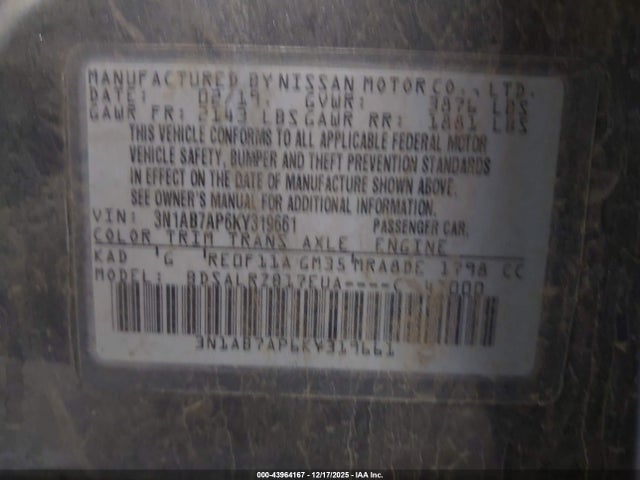 MANUFACTURED BY NISSAN MOTOR CO., LTD.
DATE: 02/19 GVWR: 3876 LBS
GAWR FR: 2143 LBS GAWR RR: 1881 LBS
THIS VEHICLE CONFORMS TO ALL APPLICABLE FEDERAL MOTOR
VEHICLE SAFETY, BUMPER AND THEFT PREVENTION STANDARDS
IN EFFECT ON THE DATE OF MANUFACTURE SHOWN ABOVE.
SEE OWNER'S MANUAL FOR ADDITIONAL INFORMATION.
VIN: 3N1AB7AP6KY319661 PASSENGER CAR.
COLOR TRIM TRANS AXLE ENGINE
KAD G RE0F11A GM35 MRA8DE 1798 CC
MODEL: BDSALRZB17EUA----
3N1AB7AP6KY319661
000-43964167 - 12/17/2025 - IAA Inc.